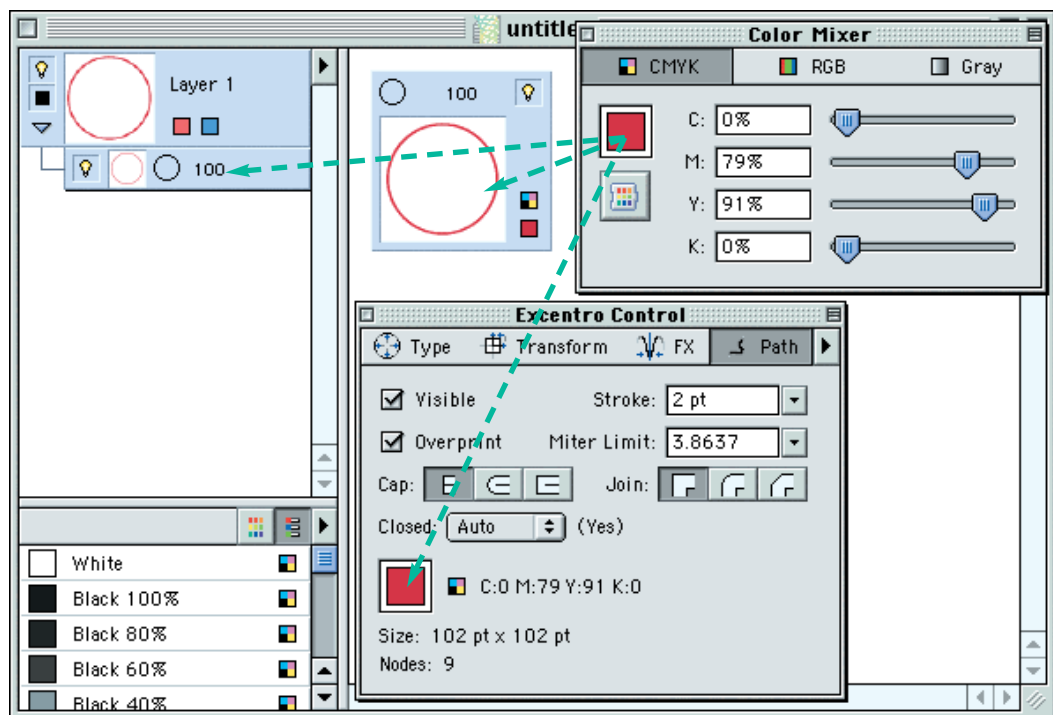 untitle
Layer 1
100
100
Color Mixer
CMYK RGB Gray
C: 0%
M: 79%
Y: 91%
K: 0%
Excentro Control
Type Transform FX Path
Visible Stroke: 2 pt
Overprint Miter Limit: 3.8637
Cap: Join:
Closed: Auto (Yes)
C:0 M:79 Y:91 K:0
Size: 102 pt x 102 pt
Nodes: 9
White
Black 100%
Black 80%
Black 60%
Black 40%